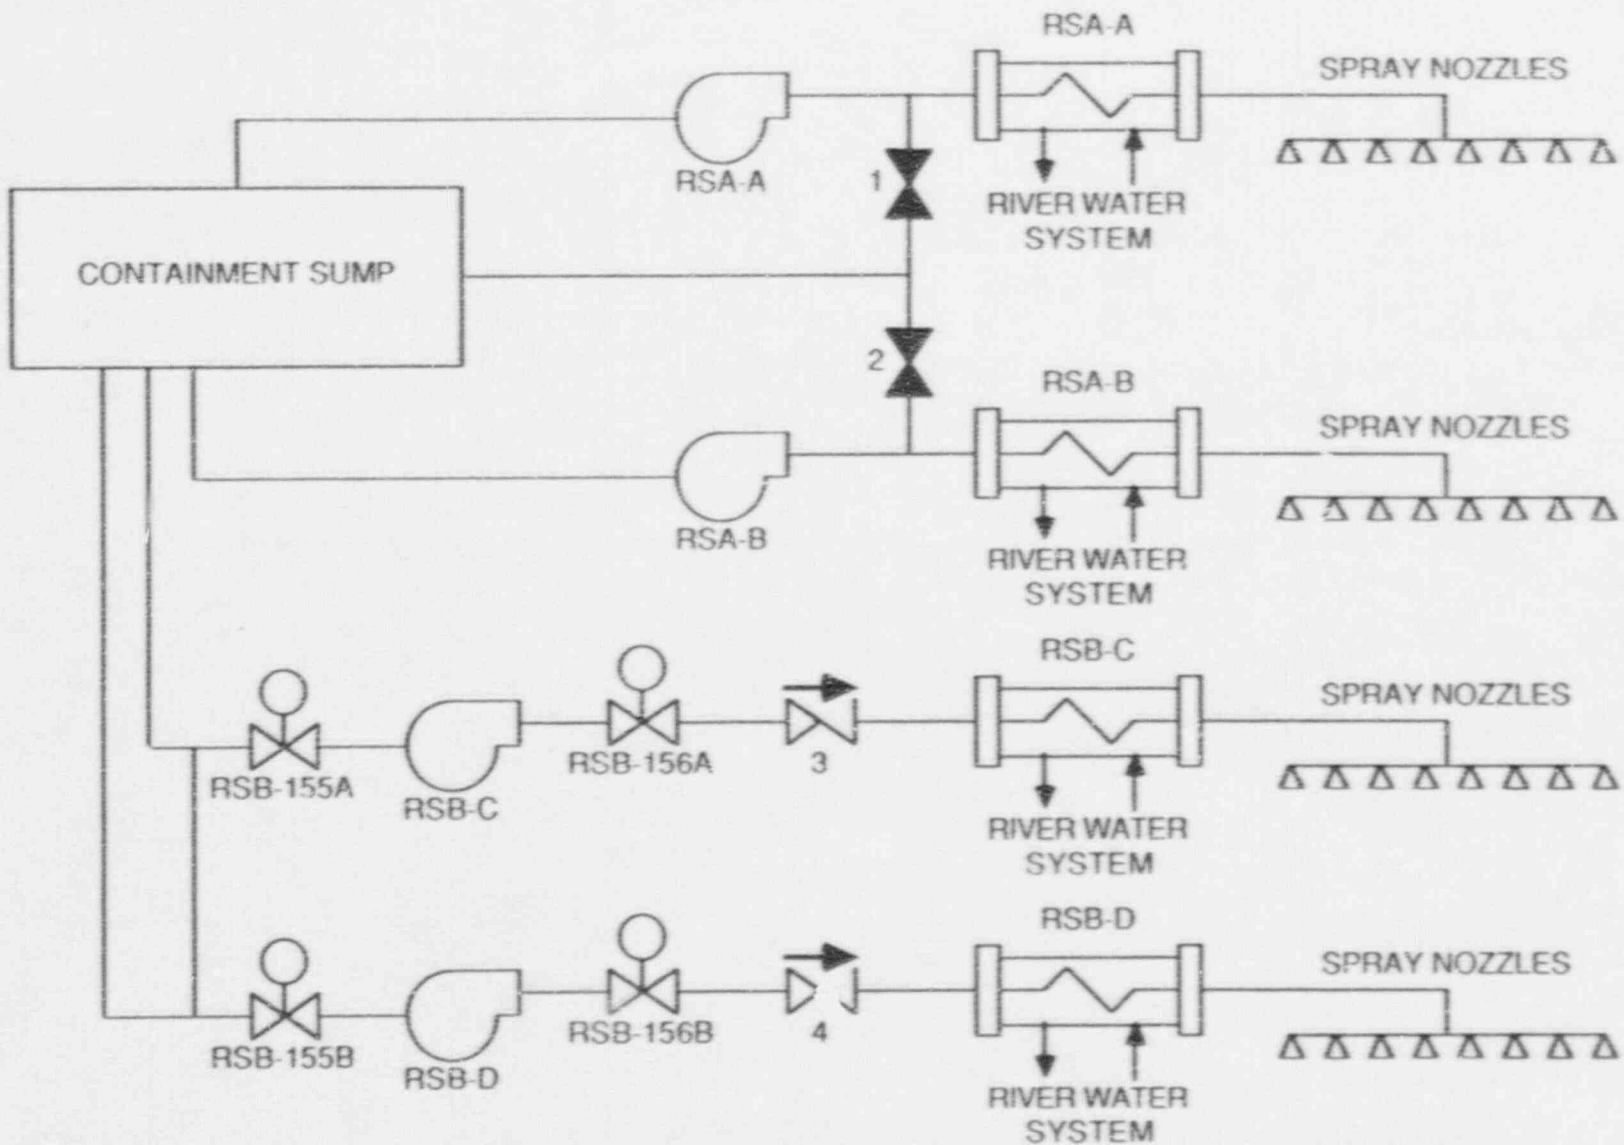 RSA-A
SPRAY NOZZLES
RSA-A
1
RIVER WATER
SYSTEM
CONTAINMENT SUMP
2
RSA-B
SPRAY NOZZLES
RSA-B
RIVER WATER
SYSTEM
RSB-C
SPRAY NOZZLES
RSB-155A
RSB-C
RSB-156A
3
RIVER WATER
SYSTEM
RSB-D
SPRAY NOZZLES
RSB-155B
RSB-D
RSB-156B
4
RIVER WATER
SYSTEM